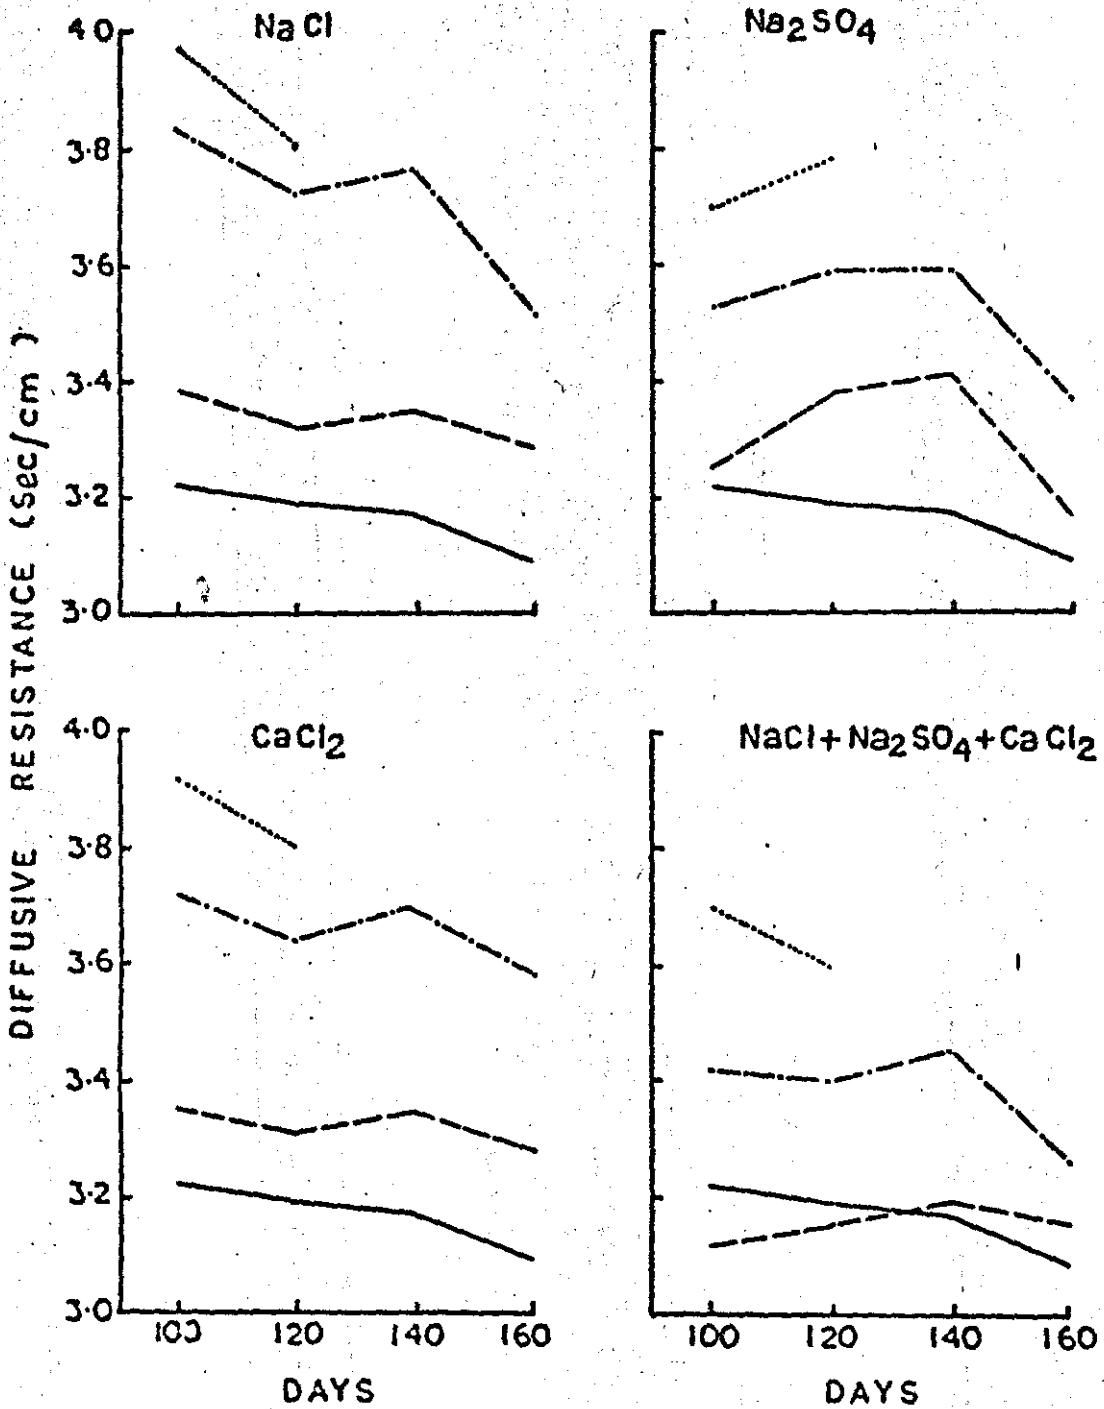 NaCl
Na2SO4
4.0
3.8
3.6
3.4
3.2
3.0
DIFFUSIVE RESISTANCE (Sec/cm)
CaCl2
NaCl+Na2SO4+CaCl2
4.0
3.8
3.6
3.4
3.2
3.0
103 120 140 160
100 120 140 160
DAYS
DAYS